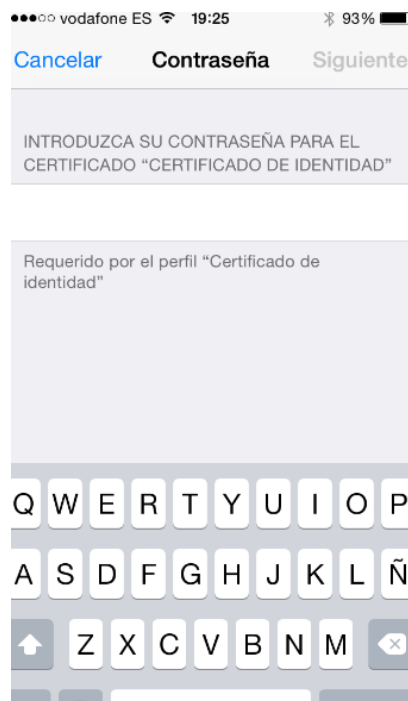 vodafone ES 19:25 93%
Cancelar Contraseña Siguiente
INTRODUZCA SU CONTRASEÑA PARA EL
CERTIFICADO “CERTIFICADO DE IDENTIDAD”
Requerido por el perfil “Certificado de
identidad”
Q W E R T Y U I O P
A S D F G H J K L Ñ
Z X C V B N M